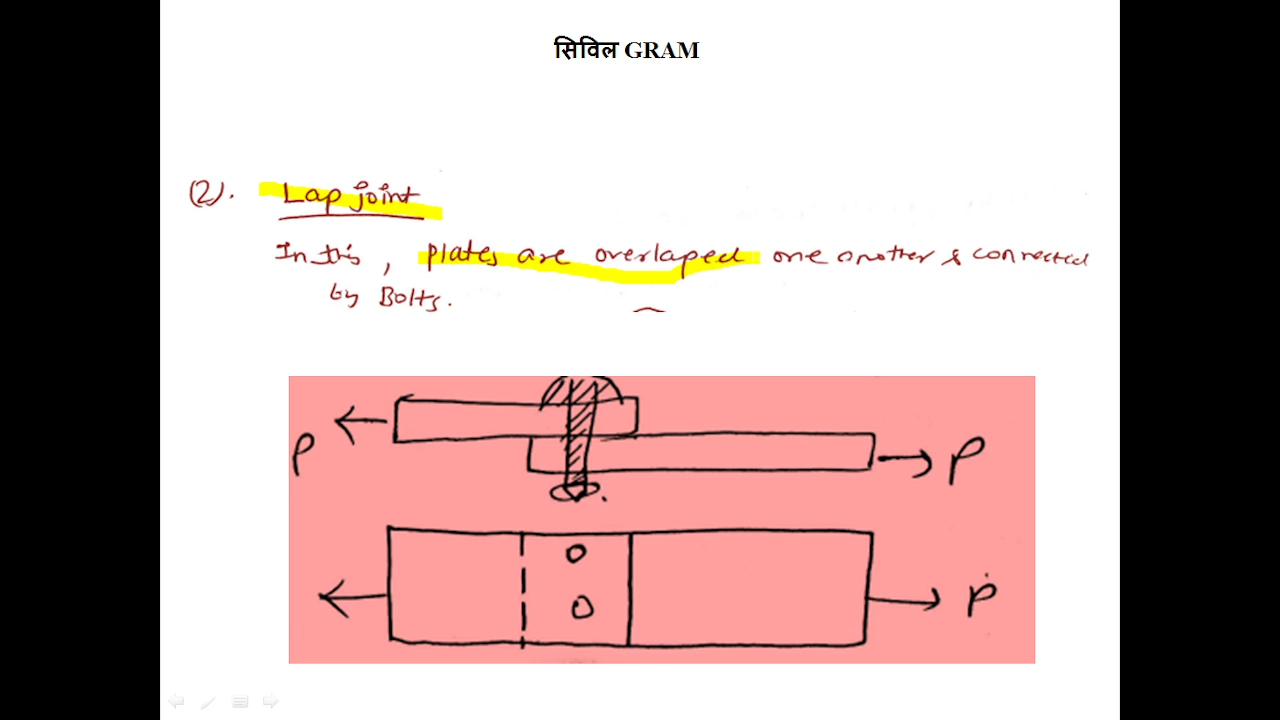 सिविल GRAM
(2). Lap joint
In this, plates are overlaped one another & connected
by Bolts.
P
P
P